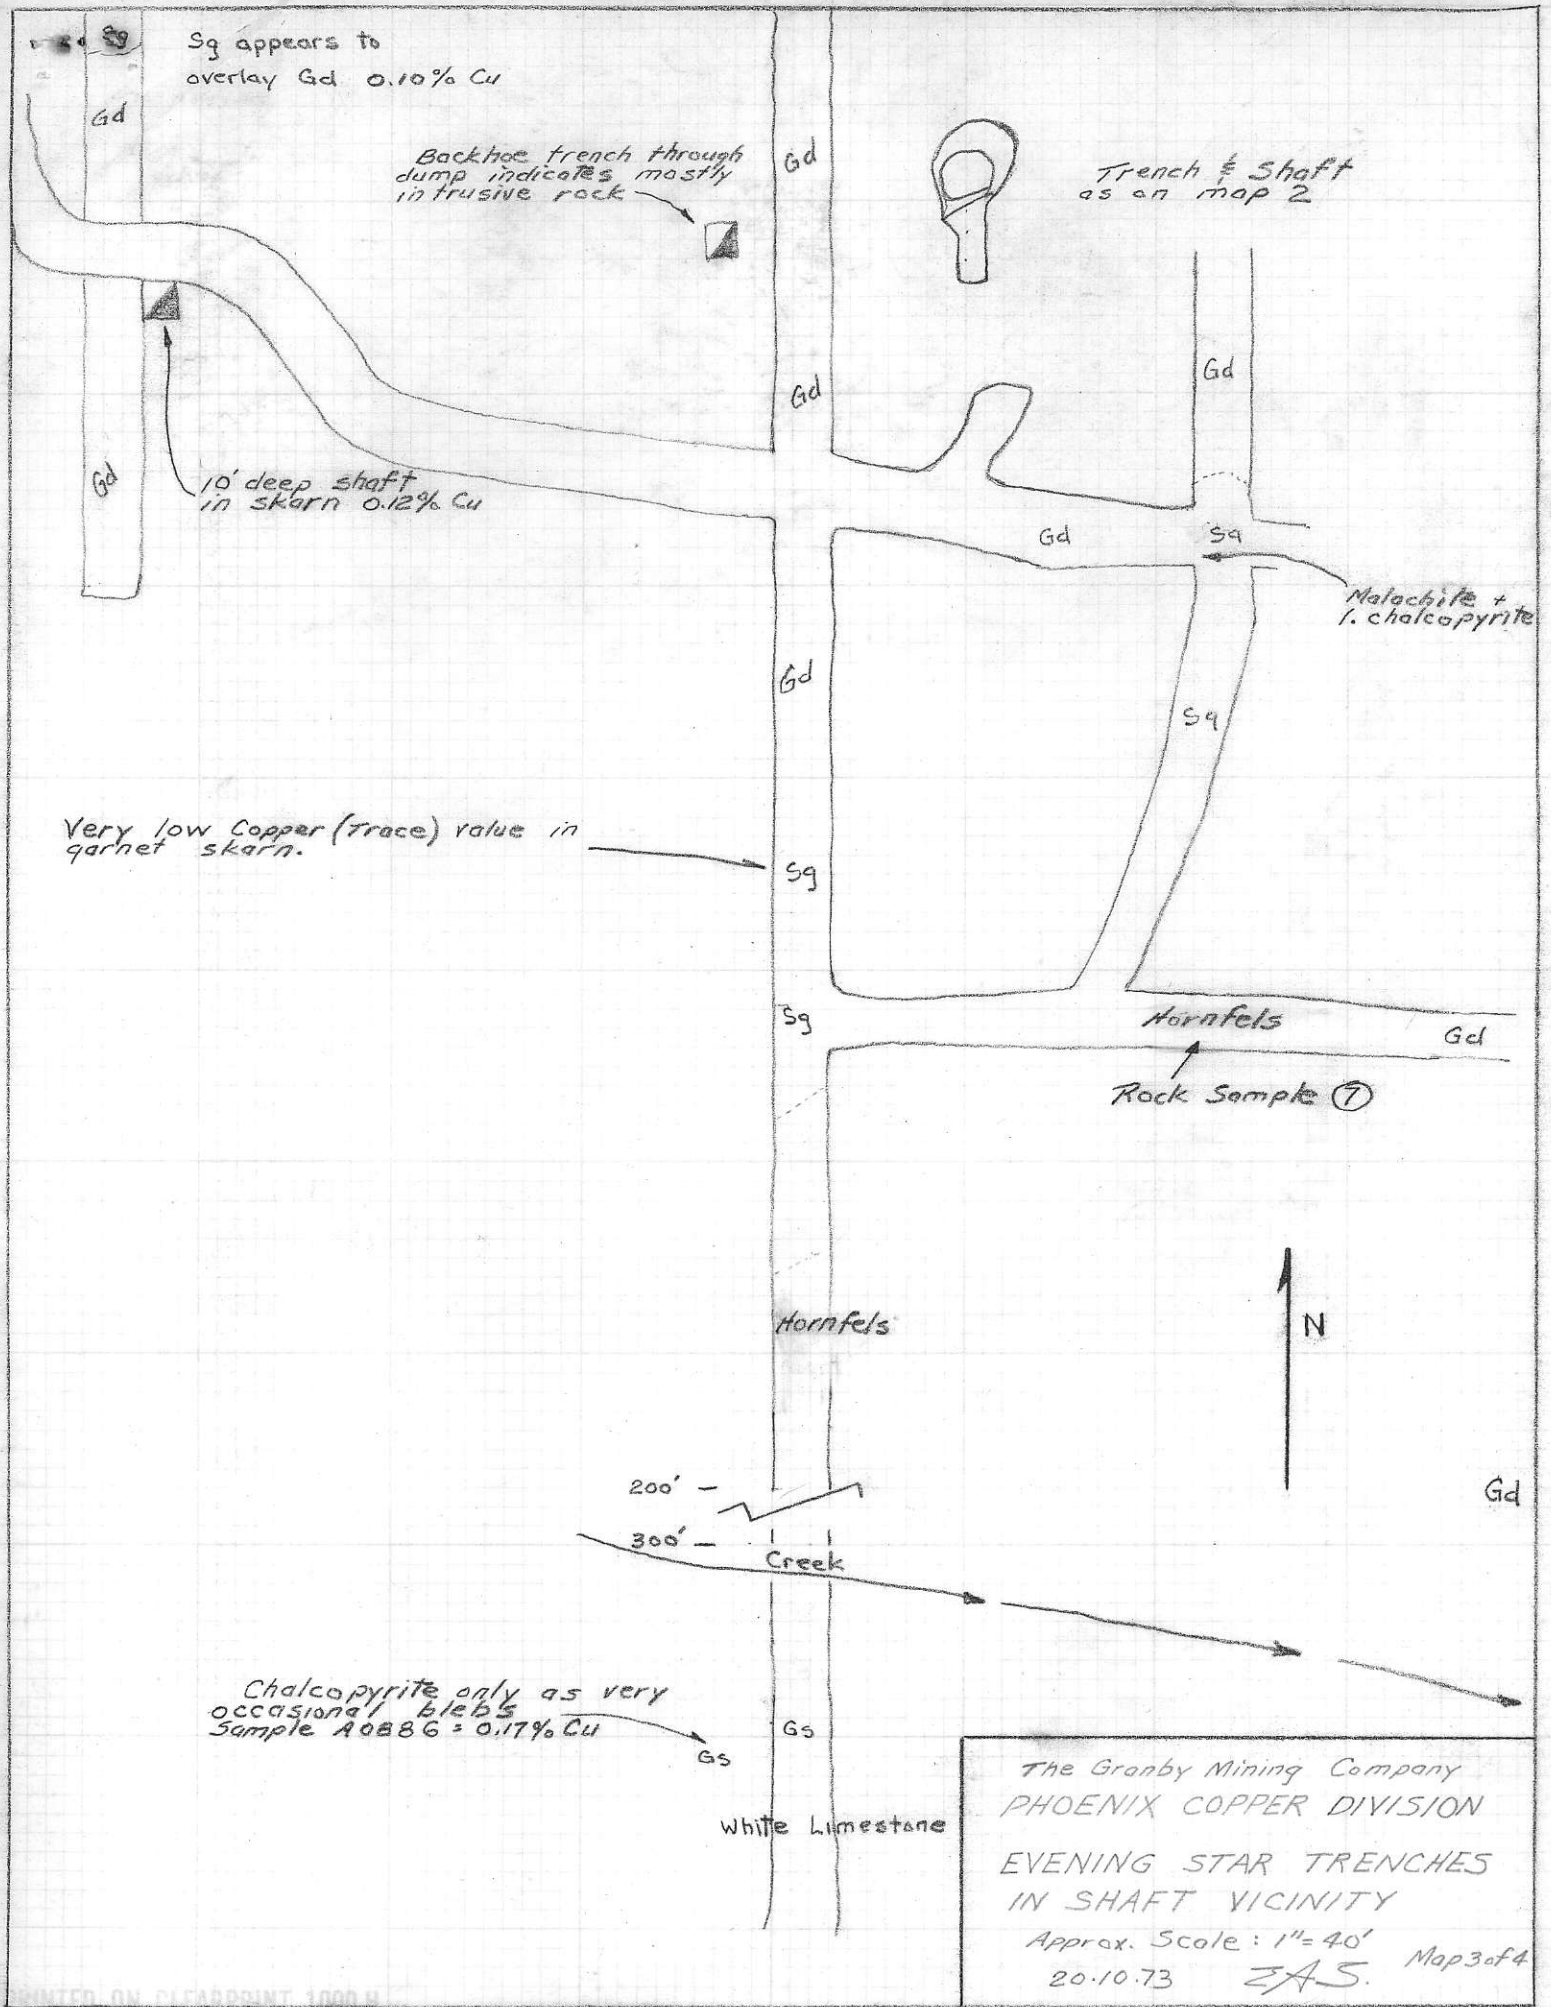 Sg
Sg appears to
overlay Gd 0.10% Cu
Gd
Backhoe trench through
dump indicates mostly
intrusive rock
Gd
Trench & Shaft
as on map 2
Gd
Gd
Gd
10' deep shaft
in skarn 0.12% Cu
Gd
Sg
Malachite +
1. chalcopyrite
Gd
Sg
Very low Copper (Trace) value in
garnet skarn.
Sg
Sg
Hornfels
Gd
Rock Sample 7
N
Hornfels
200'
Gd
300'
Creek
Chalcopyrite only as very
occasional blebs
Sample A0886 = 0.17% Cu
Gs
Gs
White Limestone
The Granby Mining Company
PHOENIX COPPER DIVISION
EVENING STAR TRENCHES
IN SHAFT VICINITY
Approx. Scale : 1"= 40'
Map 3 of 4
20.10.73 EAS.
PRINTED ON CLEARPRINT 1000 H